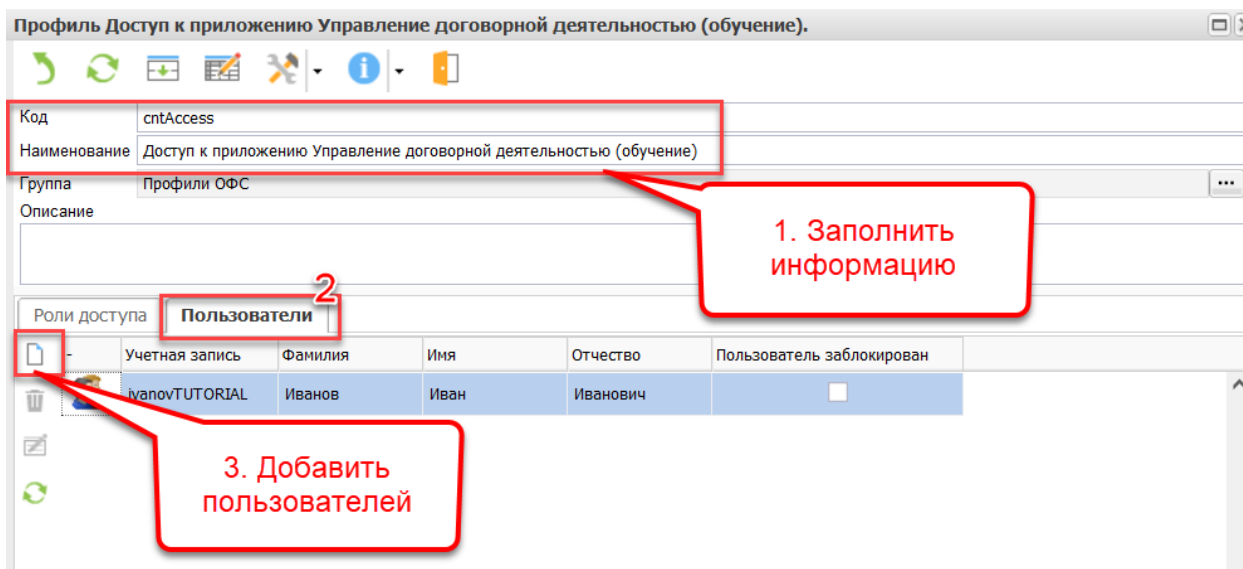 Профиль Доступ к приложению Управление договорной деятельностью (обучение).
Код cntAccess
Наименование Доступ к приложению Управление договорной деятельностью (обучение)
Группа Профили ОФС ...
Описание
1. Заполнить
информацию
2
Роли доступа Пользователи
- Учетная запись Фамилия Имя Отчество Пользователь заблокирован
ivanovTUTORIAL Иванов Иван Иванович
3. Добавить
пользователей